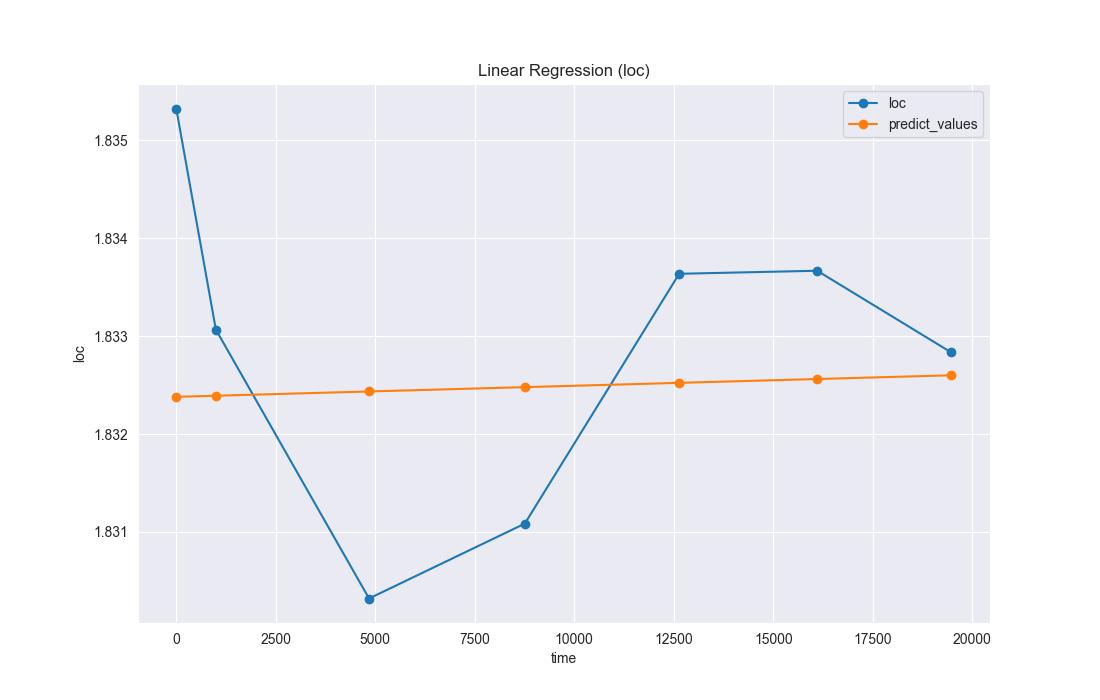 Linear Regression (loc)
loc
predict_values
1.835
1.834
1.833
1.832
1.831
loc
0 2500 5000 7500 10000 12500 15000 17500 20000
time